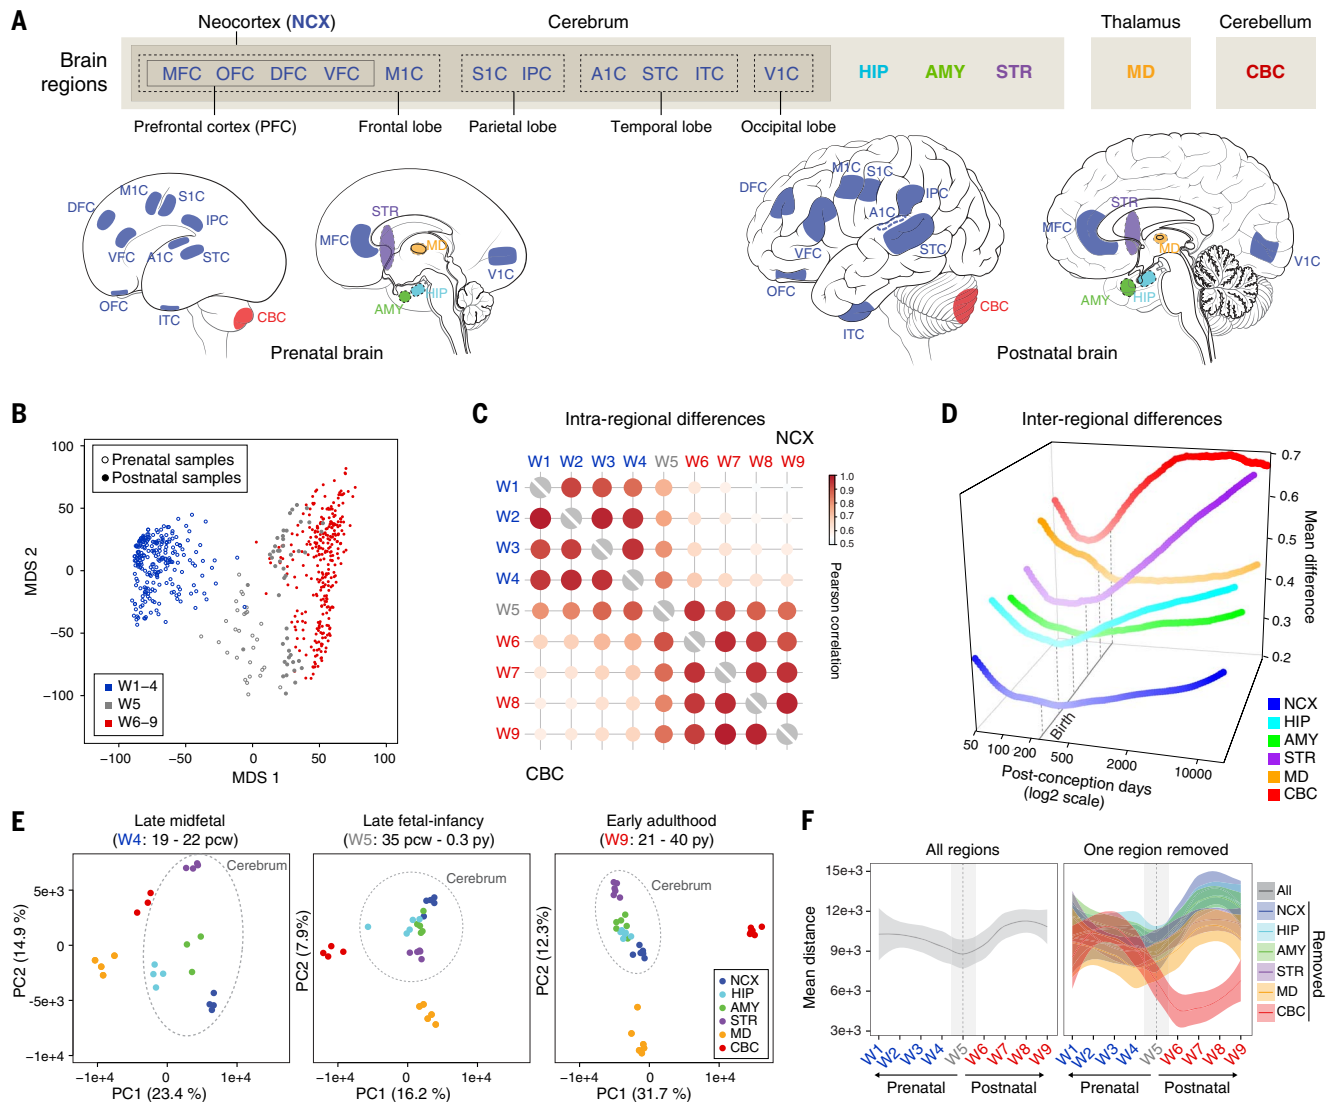 A
Neocortex (NCX)
Cerebrum
Thalamus
Cerebellum
Brain regions
MFC OFC DFC VFC M1C S1C IPC A1C STC ITC V1C HIP AMY STR MD CBC
Prefrontal cortex (PFC)
Frontal lobe
Parietal lobe
Temporal lobe
Occipital lobe
M1C
S1C
DFC
IPC
VFC
A1C
STC
OFC
ITC
CBC
STR
MFC
MD
V1C
HIP
AMY
Prenatal brain
M1C
S1C
DFC
IPC
A1C
VFC
STC
OFC
ITC
CBC
STR
MFC
MD
V1C
AMY
HIP
Postnatal brain
B
100
50
0
−50
−100
MDS 2
Prenatal samples
Postnatal samples
W1−4
W5
W6−9
−100 −50 0 50 100
MDS 1
C
Intra-regional differences
NCX
W1 W2 W3 W4 W5 W6 W7 W8 W9
W1
W2
W3
W4
W5
W6
W7
W8
W9
CBC
1.0
0.9
0.8
0.7
0.6
0.5
Pearson correlation
D
Inter-regional differences
0.7
0.6
0.5
0.4
0.3
0.2
Mean difference
Birth
50 100 200 500 2000 10000
Post-conception days
(log2 scale)
NCX
HIP
AMY
STR
MD
CBC
E
Late midfetal
(W4: 19 - 22 pcw)
Cerebrum
5e+3
0
−5e+3
−1e+4
PC2 (14.9 %)
−1e+4 0 1e+4
PC1 (23.4 %)
Late fetal-infancy
(W5: 35 pcw - 0.3 py)
Cerebrum
PC2 (7.9%)
−1e+4 0 1e+4
PC1 (16.2 %)
Early adulthood
(W9: 21 - 40 py)
Cerebrum
PC2 (12.3%)
NCX
HIP
AMY
STR
MD
CBC
−1e+4 0 1e+4
PC1 (31.7 %)
F
All regions
One region removed
15e+3
12e+3
9e+3
6e+3
3e+3
Mean distance
W1 W2 W3 W4 W5 W6 W7 W8 W9
Prenatal
Postnatal
W1 W2 W3 W4 W5 W6 W7 W8 W9
Prenatal
Postnatal
All
NCX
HIP
AMY
STR
MD
CBC
Removed